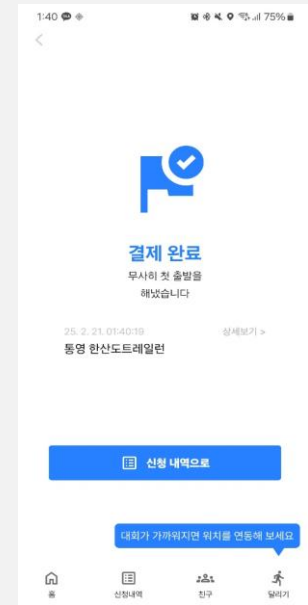 1:40
75%
결제 완료
무사히 첫 출발을
해냈습니다
25. 2. 21. 01:40:19
상세보기 >
통영 한산도트레일런
신청 내역으로
대회가 가까워지면 위치를 연동해 보세요
홈
신청내역
친구
달리기